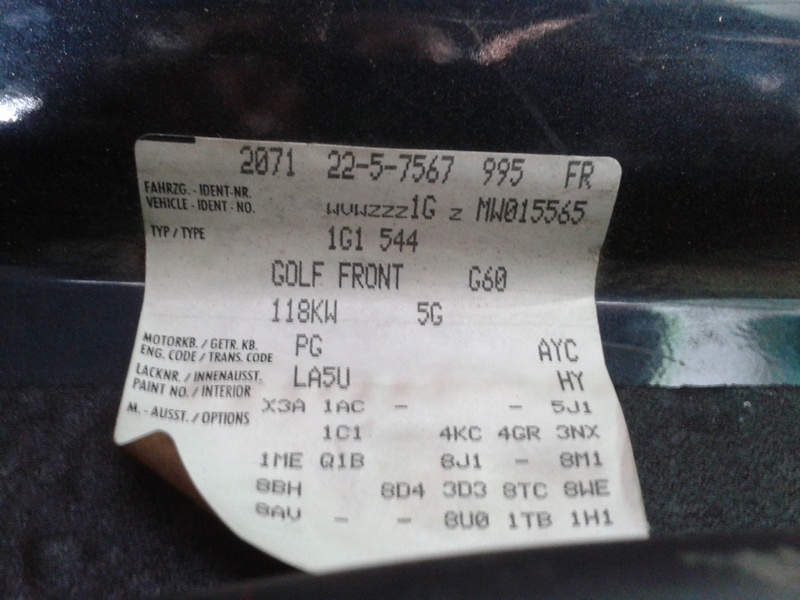 2071 22-5-7567 995 FR
FAHRZG. - IDENT-NR.
VEHICLE - IDENT - NO. WVWZZZ1G Z MW015565
TYP / TYPE 1G1 544
GOLF FRONT G60
118KW 5G
MOTORKB. / GETR. KB.
ENG. CODE / TRANS. CODE PG AYC
LACKNR. / INNENAUSST.
PAINT NO. / INTERIOR LA5U HY
M. - AUSST. / OPTIONS X3A 1AC - - 5J1
1C1 4KC 4GR 3NX
1ME Q1B 8J1 - 8M1
8BH 8D4 3D3 8TC 8WE
8AV - - 8U0 1TB 1H1